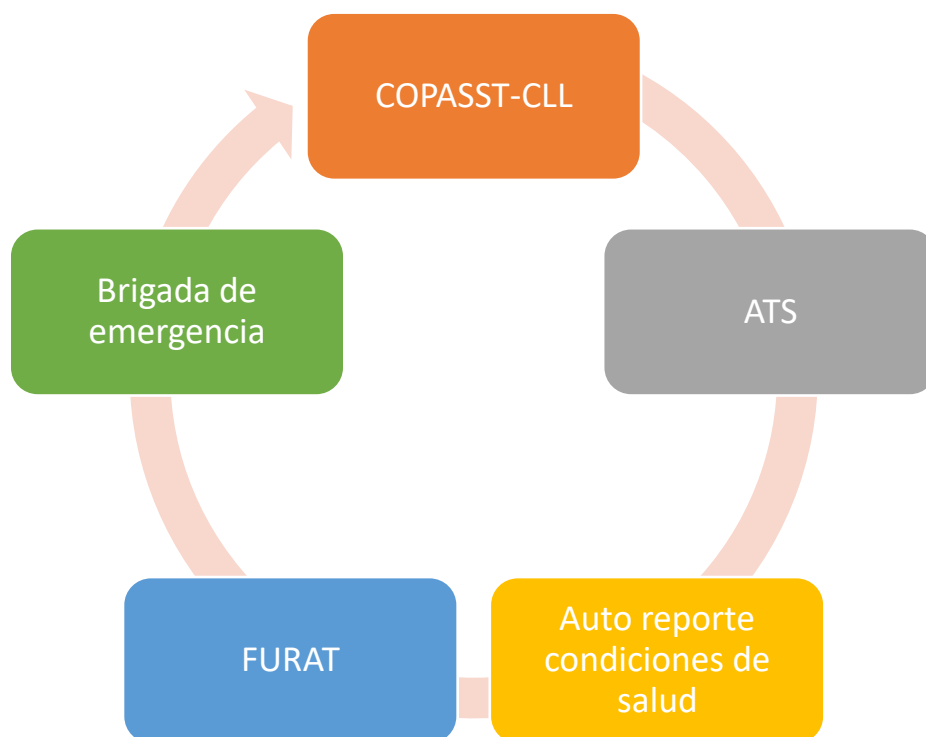 COPASST-CLL
ATS
Auto reporte
condiciones de
salud
FURAT
Brigada de
emergencia